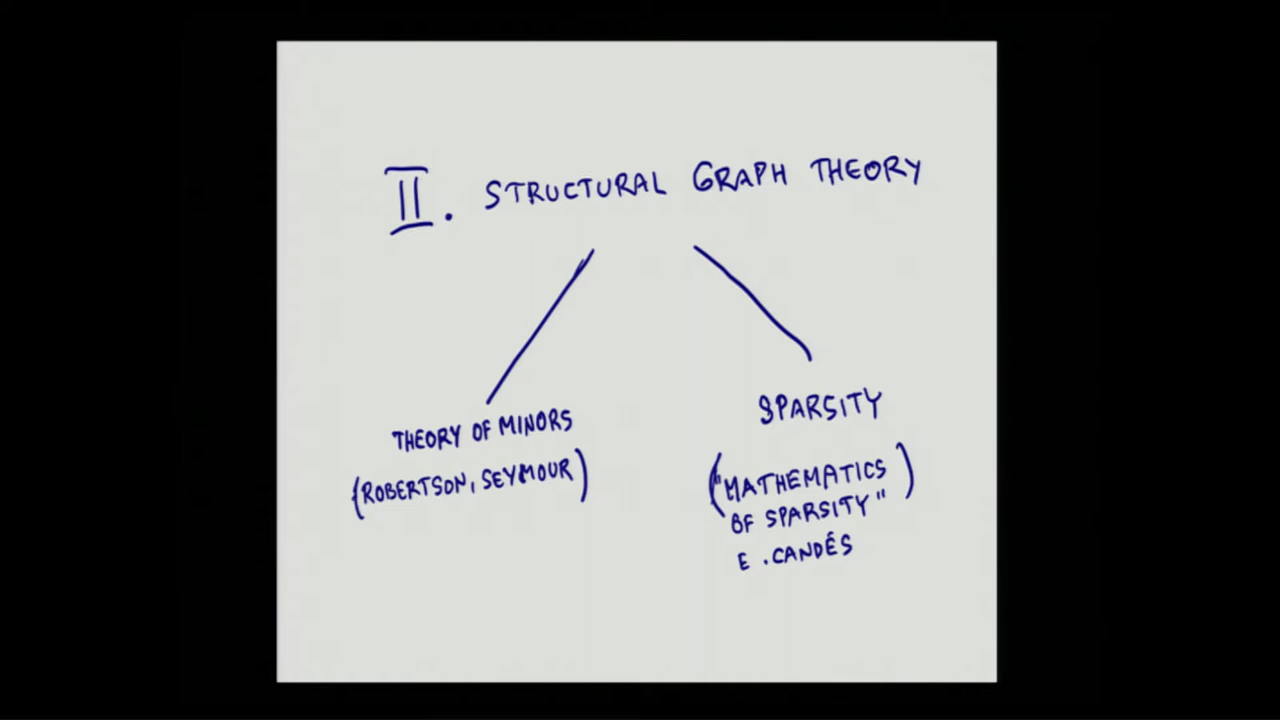 II. STRUCTURAL GRAPH THEORY
THEORY OF MINORS
(ROBERTSON, SEYMOUR)
SPARSITY
("MATHEMATICS
OF SPARSITY")
E. CANDÉS